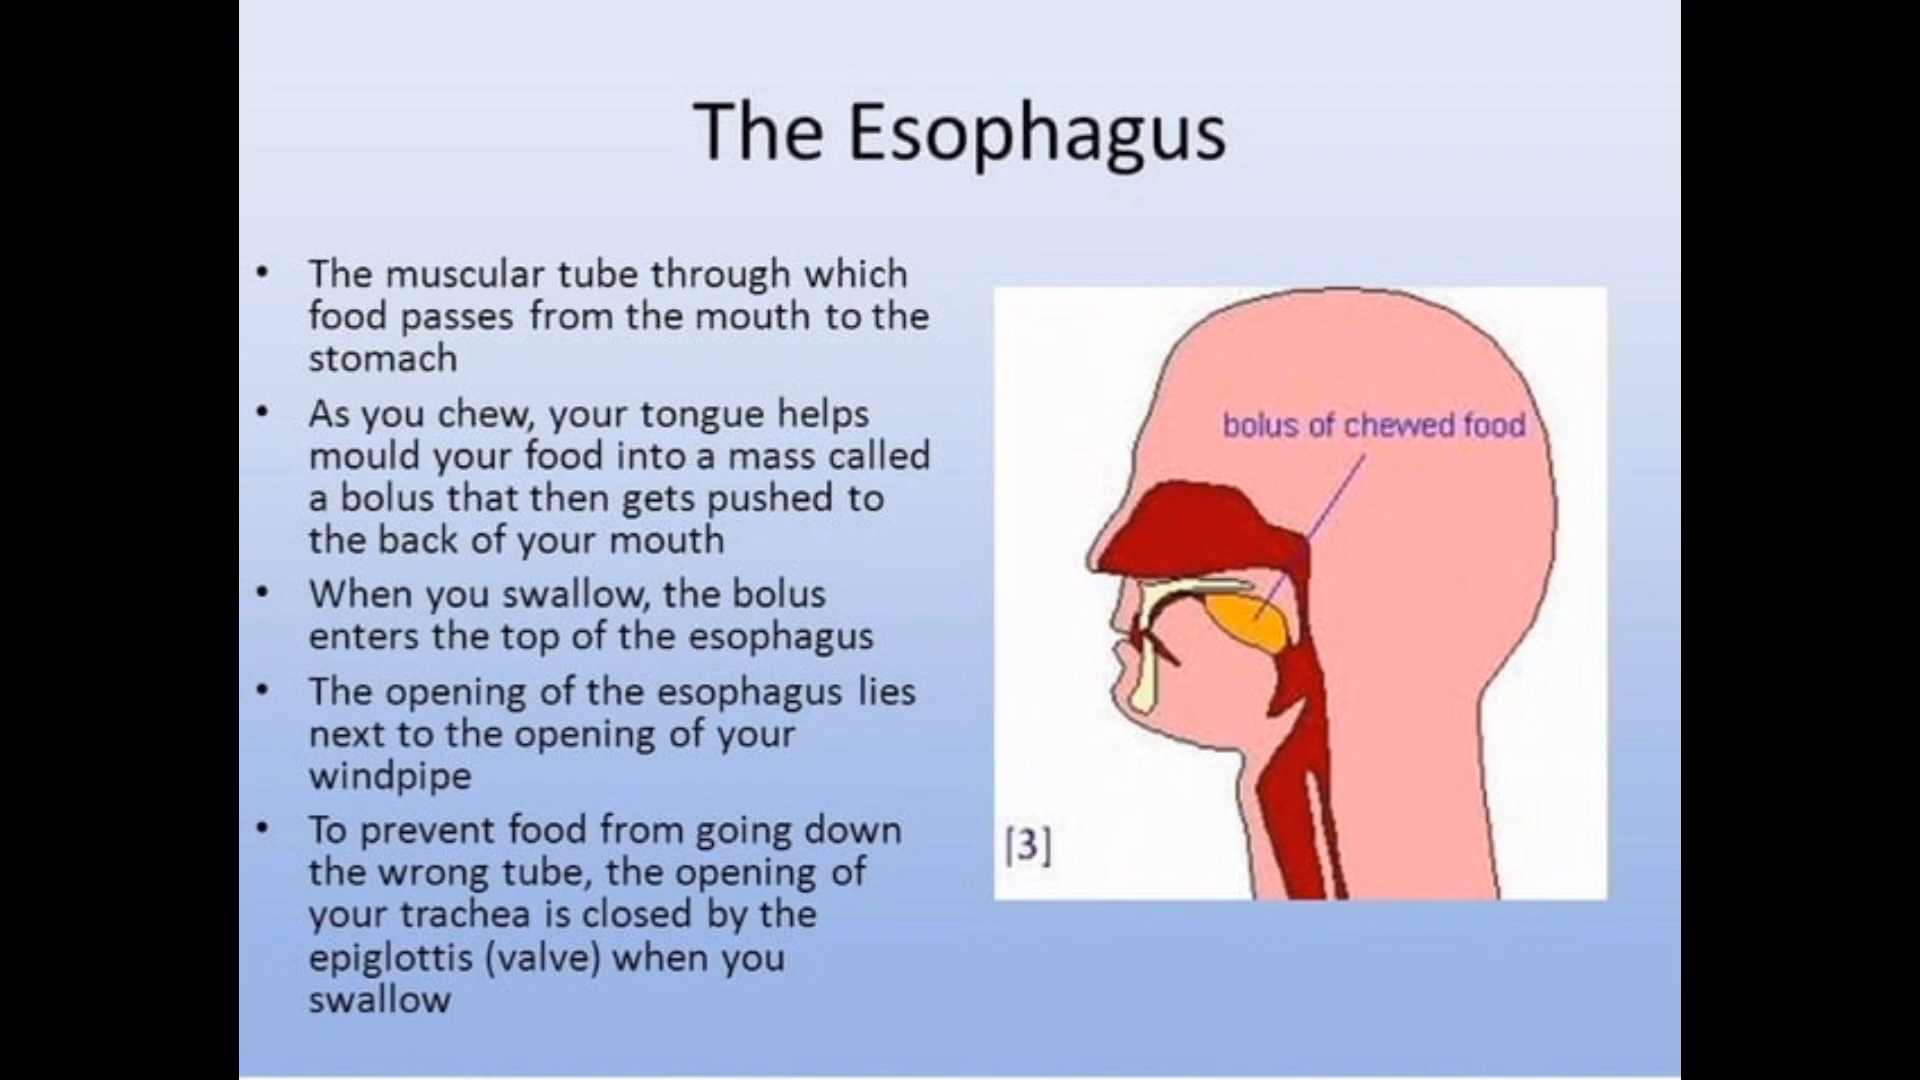 The Esophagus
• The muscular tube through which
food passes from the mouth to the
stomach
• As you chew, your tongue helps
mould your food into a mass called
a bolus that then gets pushed to
the back of your mouth
• When you swallow, the bolus
enters the top of the esophagus
• The opening of the esophagus lies
next to the opening of your
windpipe
• To prevent food from going down
the wrong tube, the opening of
your trachea is closed by the
epiglottis (valve) when you
swallow
bolus of chewed food
[3]